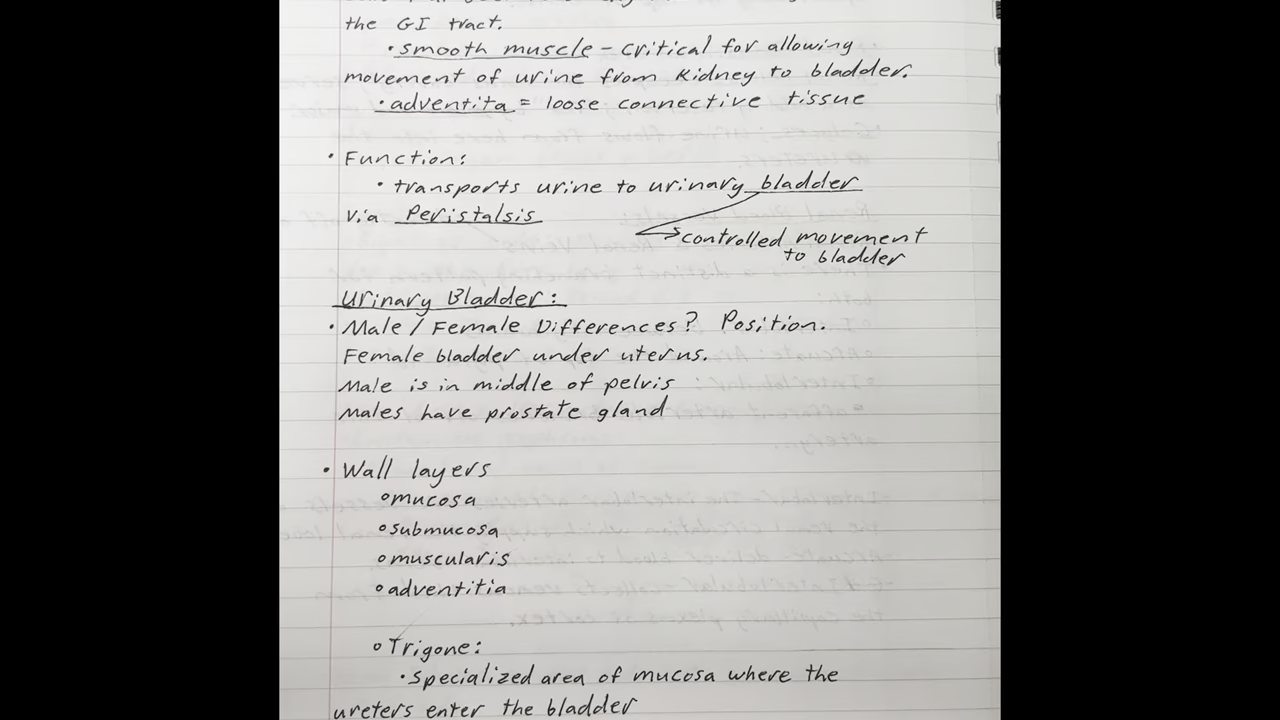 the GI tract.
• smooth muscle - critical for allowing
movement of urine from Kidney to bladder.
• adventita = loose connective tissue
• Function:
• transports urine to urinary bladder
via Peristalsis
controlled movement
to bladder
Urinary Bladder:
• Male / Female Differences? Position.
Female bladder under uterus.
Male is in middle of pelvis
Males have prostate gland
• Wall layers
○ mucosa
○ submucosa
○ muscularis
○ adventitia
○ Trigone:
• Specialized area of mucosa where the
ureters enter the bladder